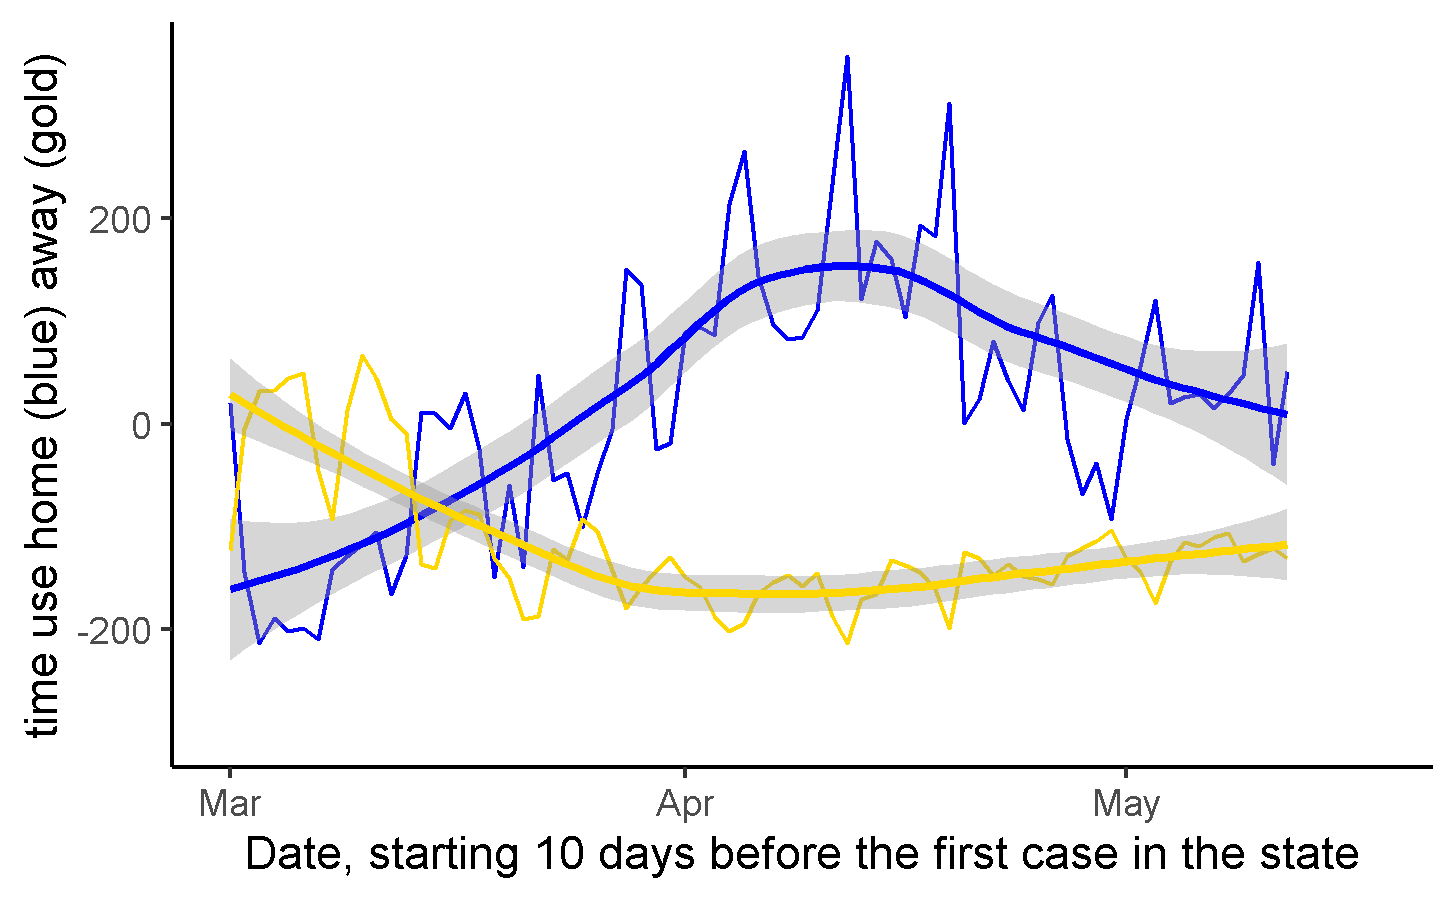 time use home (blue) away (gold)
200
0
-200
Mar Apr May
Date, starting 10 days before the first case in the state